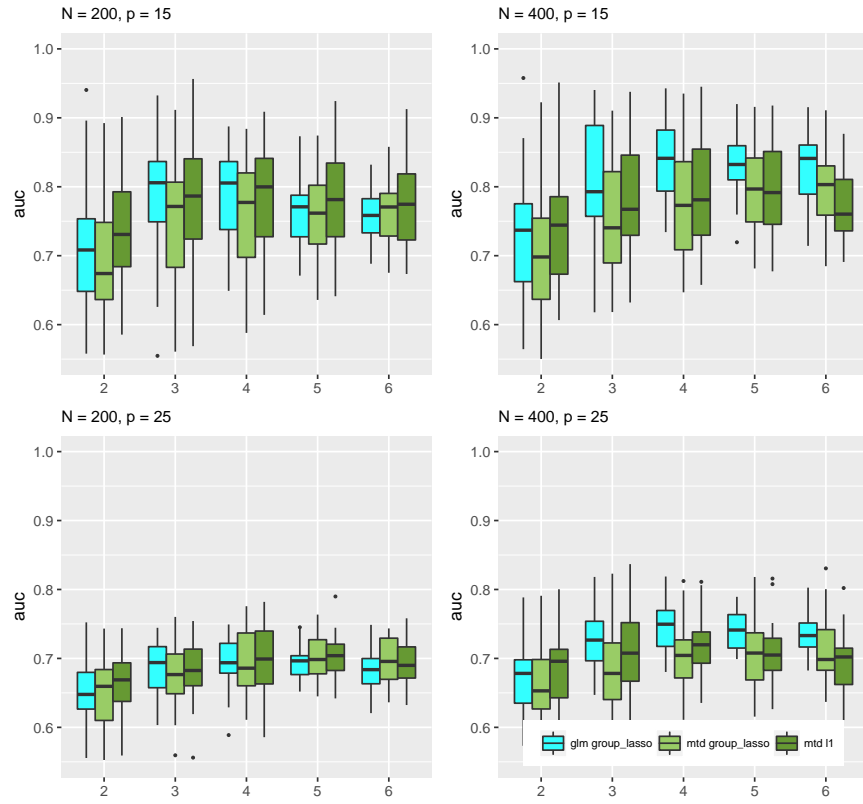 N = 200, p = 15
1.0
0.9
0.8
0.7
0.6
auc
2 3 4 5 6
N = 400, p = 15
1.0
0.9
0.8
0.7
0.6
auc
2 3 4 5 6
N = 200, p = 25
1.0
0.9
0.8
0.7
0.6
auc
2 3 4 5 6
N = 400, p = 25
1.0
0.9
0.8
0.7
0.6
auc
glm group_lasso mtd group_lasso mtd l1
2 3 4 5 6